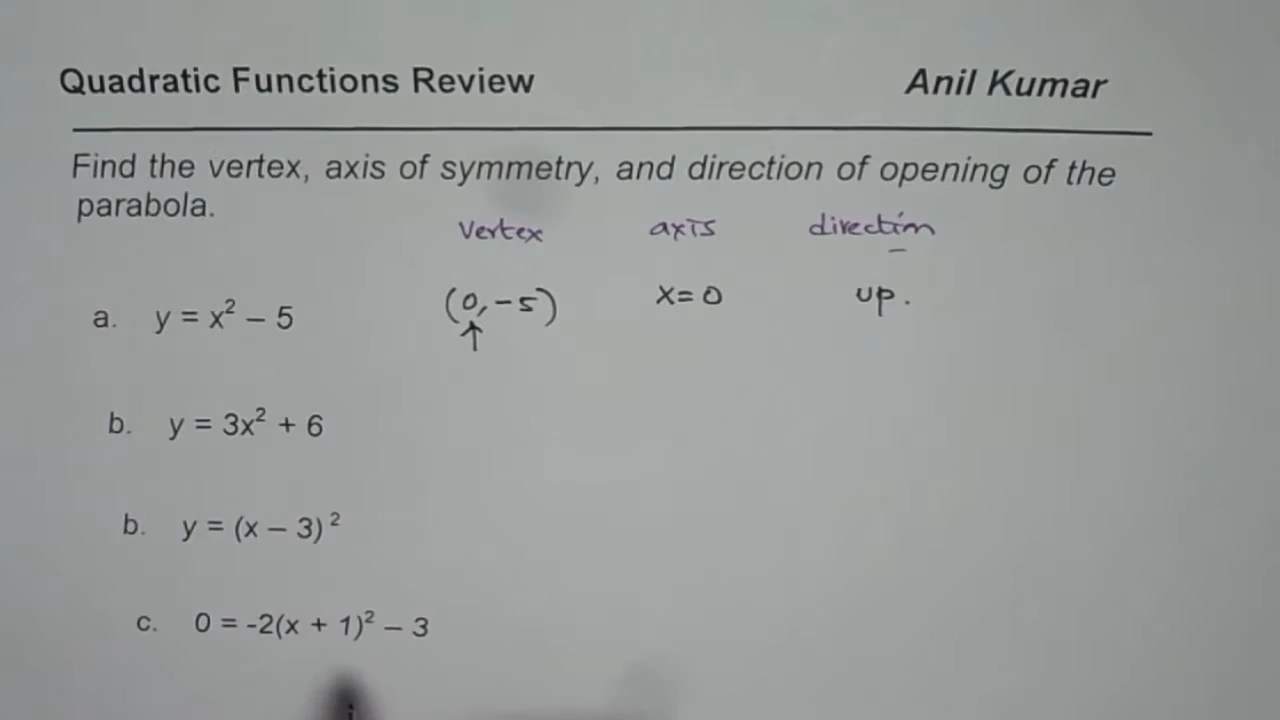 Quadratic Functions Review Anil Kumar
Find the vertex, axis of symmetry, and direction of opening of the
parabola.
vertex axis direction
a. y = x² – 5 (0, -5) x = 0 up.
b. y = 3x² + 6
b. y = (x – 3)²
c. 0 = -2(x + 1)² – 3